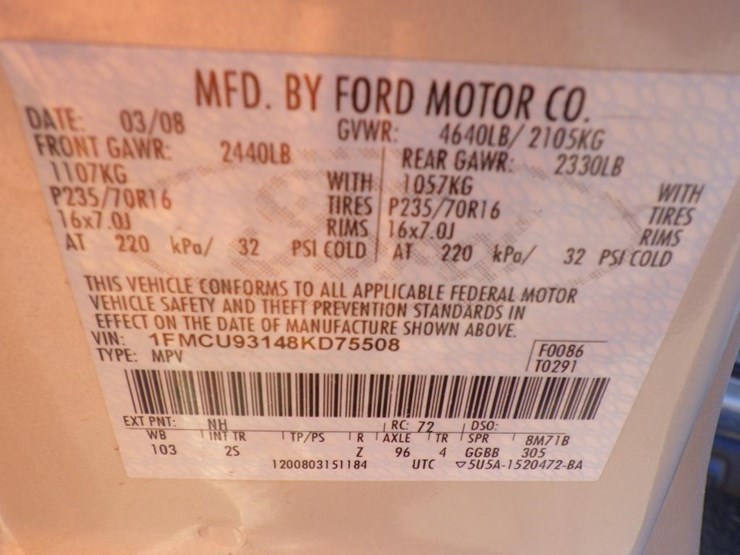 MFD. BY FORD MOTOR CO.
DATE: 03/08 GVWR: 4640LB/ 2105KG
FRONT GAWR: 2440LB REAR GAWR: 2330LB
1107KG WITH 1057KG WITH
P235/70R16 TIRES P235/70R16 TIRES
16x7.0J RIMS 16x7.0J RIMS
AT 220 kPa/ 32 PSI COLD AT 220 kPa/ 32 PSI COLD
THIS VEHICLE CONFORMS TO ALL APPLICABLE FEDERAL MOTOR
VEHICLE SAFETY AND THEFT PREVENTION STANDARDS IN
EFFECT ON THE DATE OF MANUFACTURE SHOWN ABOVE.
VIN: 1FMCU93148KD75508 F0086
TYPE: MPV T0291
EXT PNT: NH RC: 72 DSO:
WB INT TR TP/PS R AXLE TR SPR 8M71B
103 2S Z 96 4 GGBB 305
1200803151184 UTC ▽5U5A-1520472-BA